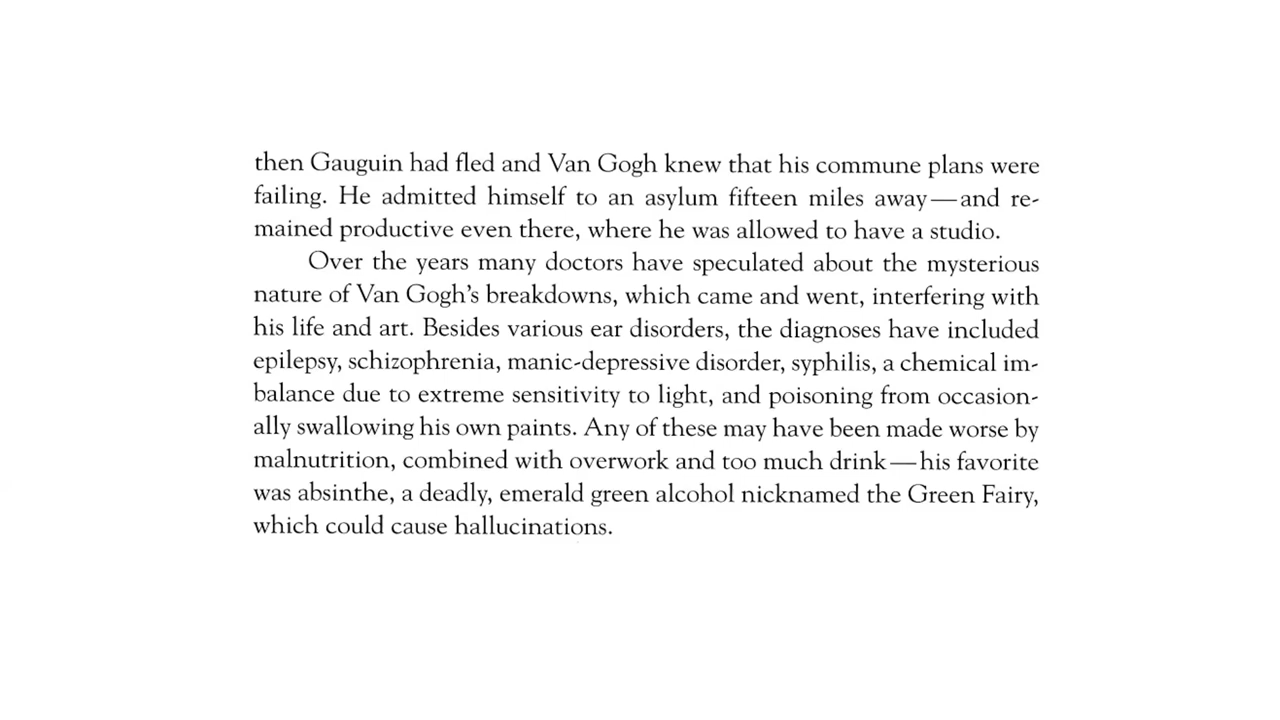 then Gauguin had fled and Van Gogh knew that his commune plans were
failing. He admitted himself to an asylum fifteen miles away—and re-
mained productive even there, where he was allowed to have a studio.
Over the years many doctors have speculated about the mysterious
nature of Van Gogh's breakdowns, which came and went, interfering with
his life and art. Besides various ear disorders, the diagnoses have included
epilepsy, schizophrenia, manic-depressive disorder, syphilis, a chemical im-
balance due to extreme sensitivity to light, and poisoning from occasion-
ally swallowing his own paints. Any of these may have been made worse by
malnutrition, combined with overwork and too much drink—his favorite
was absinthe, a deadly, emerald green alcohol nicknamed the Green Fairy,
which could cause hallucinations.